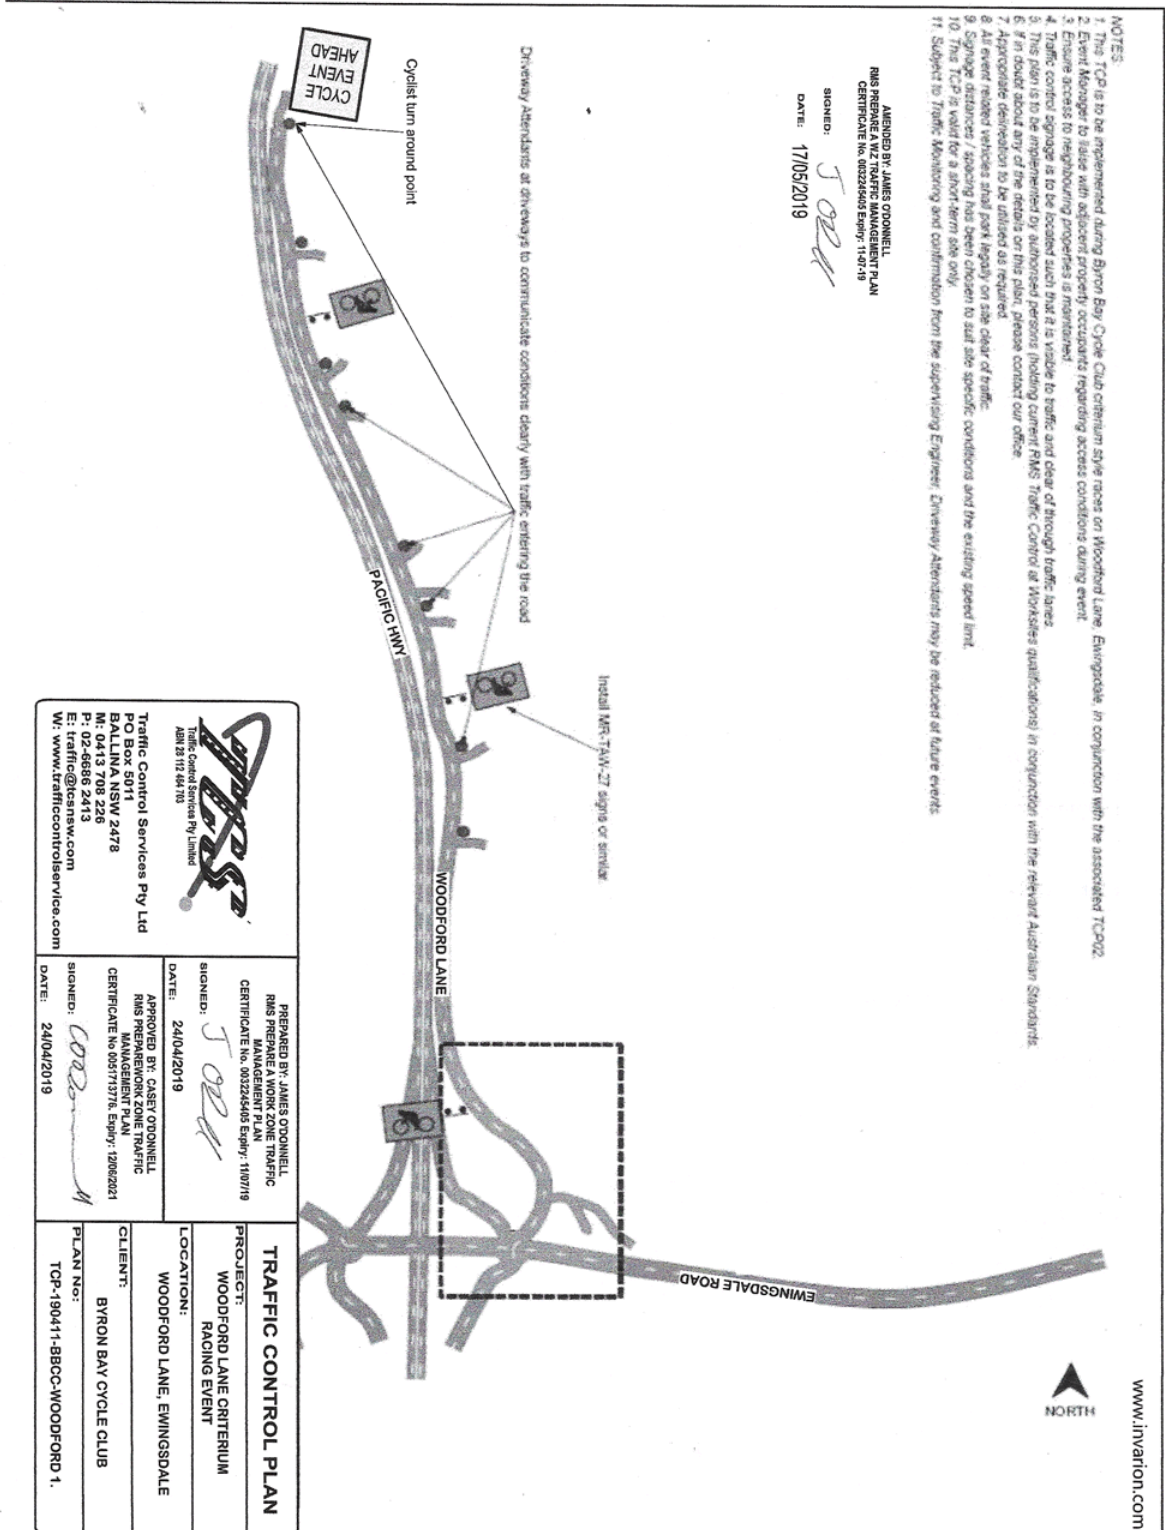 www.invarion.com
NORTH
NOTES:
1. This TCP is to be implemented during Byron Bay Cycle Club criterium style races on Woodford Lane, Ewingsdale, in conjunction with the associated TCP02.
2. Event Manager to liaise with adjacent property occupants regarding access conditions during event.
3. Ensure access to neighbouring properties is maintained.
4. Traffic control signage is to be located such that it is visible to traffic and clear of through traffic lanes.
5. This plan is to be implemented by authorised persons (holding current RMS Traffic Control at Worksites qualifications) in conjunction with the relevant Australian Standards.
6. If in doubt about any of the details on this plan, please contact our office.
7. Appropriate delineation to be utilised as required.
8. All event related vehicles shall park legally on site clear of traffic.
9. Signage distances / spacing has been chosen to suit site specific conditions and the existing speed limit.
10. This TCP is valid for a short-term site only.
11. Subject to Traffic Monitoring and confirmation from the supervising Engineer, Driveway Attendants may be reduced at future events.
AMENDED BY: JAMES O'DONNELL
RMS PREPARE A WZ TRAFFIC MANAGEMENT PLAN
CERTIFICATE No. 0032245405 Expiry: 11-07-19
SIGNED:
DATE: 17/05/2019
Install MR-TAW-27 signs or similar.
Driveway Attendants at driveways to communicate conditions clearly with traffic entering the road
Cyclist turn around point
CYCLE
EVENT
AHEAD
PACIFIC HWY
WOODFORD LANE
EWINGSDALE ROAD
TCS
Traffic Control Services Pty Limited
ABN 28 112 464 703
Traffic Control Services Pty Ltd
PO Box 5011
BALLINA NSW 2478
M: 0413 708 226
P: 02-6686 2413
E: traffic@tcsnsw.com
W: www.trafficcontrolservice.com
PREPARED BY: JAMES O'DONNELL
RMS PREPARE A WORK ZONE TRAFFIC
MANAGEMENT PLAN
CERTIFICATE No. 0032245405 Expiry: 11/07/19
SIGNED:
DATE: 24/04/2019
APPROVED BY: CASEY O'DONNELL
RMS PREPAREWORK ZONE TRAFFIC
MANAGEMENT PLAN
CERTIFICATE No 0051713776. Expiry: 12/06/2021
SIGNED:
DATE: 24/04/2019
TRAFFIC CONTROL PLAN
PROJECT:
WOODFORD LANE CRITERIUM
RACING EVENT
LOCATION:
WOODFORD LANE, EWINGSDALE
CLIENT:
BYRON BAY CYCLE CLUB
PLAN No:
TCP-190411-BBCC-WOODFORD 1.